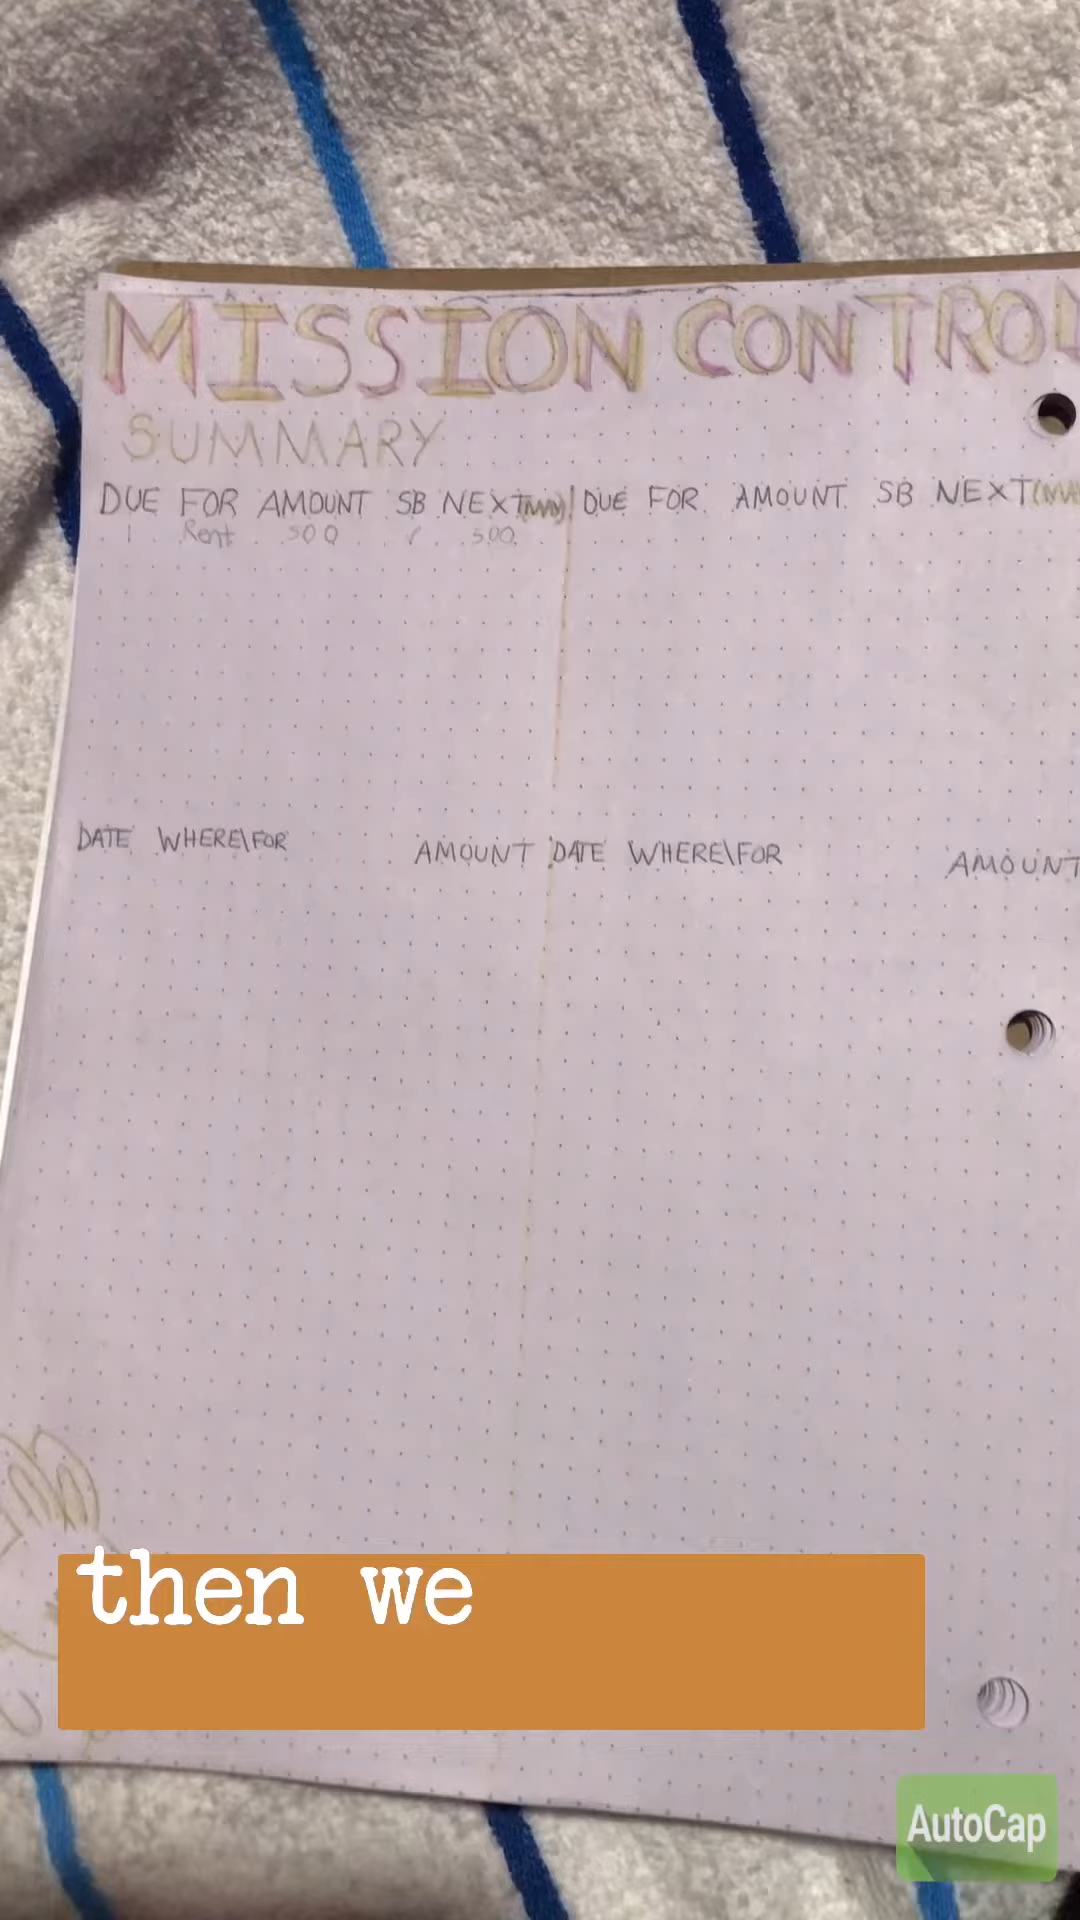 MISSION CONTROL
SUMMARY
DUE FOR AMOUNT SB NEXT DUE FOR AMOUNT SB NEXT
1 Rent 500 500
DATE WHERE\FOR AMOUNT DATE WHERE\FOR AMOUNT
then we
AutoCap